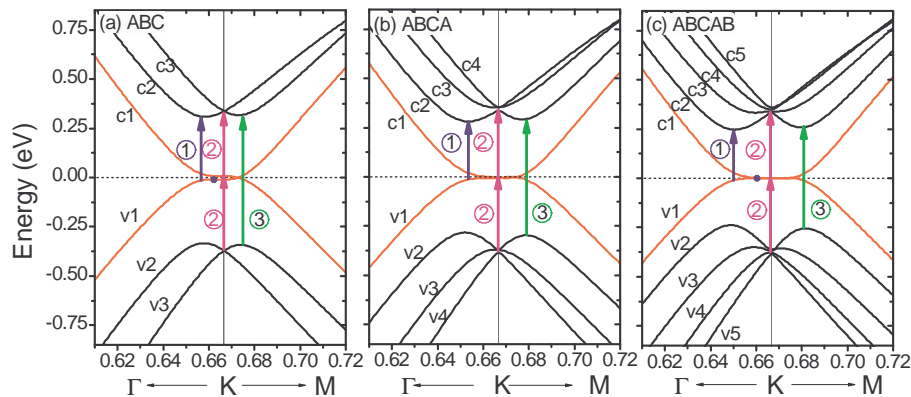 (a) ABC
(b) ABCA
(c) ABCAB
Energy (eV)
0.75
0.50
0.25
0.00
-0.25
-0.50
-0.75
c3
c2
c1
v1
v2
v3
①
②
②
③
c4
c3
c2
c1
v1
v2
v3
v4
①
②
②
③
c5
c4
c3
c2
c1
v1
v2
v3
v4
v5
①
②
②
③
0.62 0.64 0.66 0.68 0.70 0.72
0.62 0.64 0.66 0.68 0.70 0.72
0.62 0.64 0.66 0.68 0.70 0.72
Γ ← K → M
Γ ← K → M
Γ ← K → M